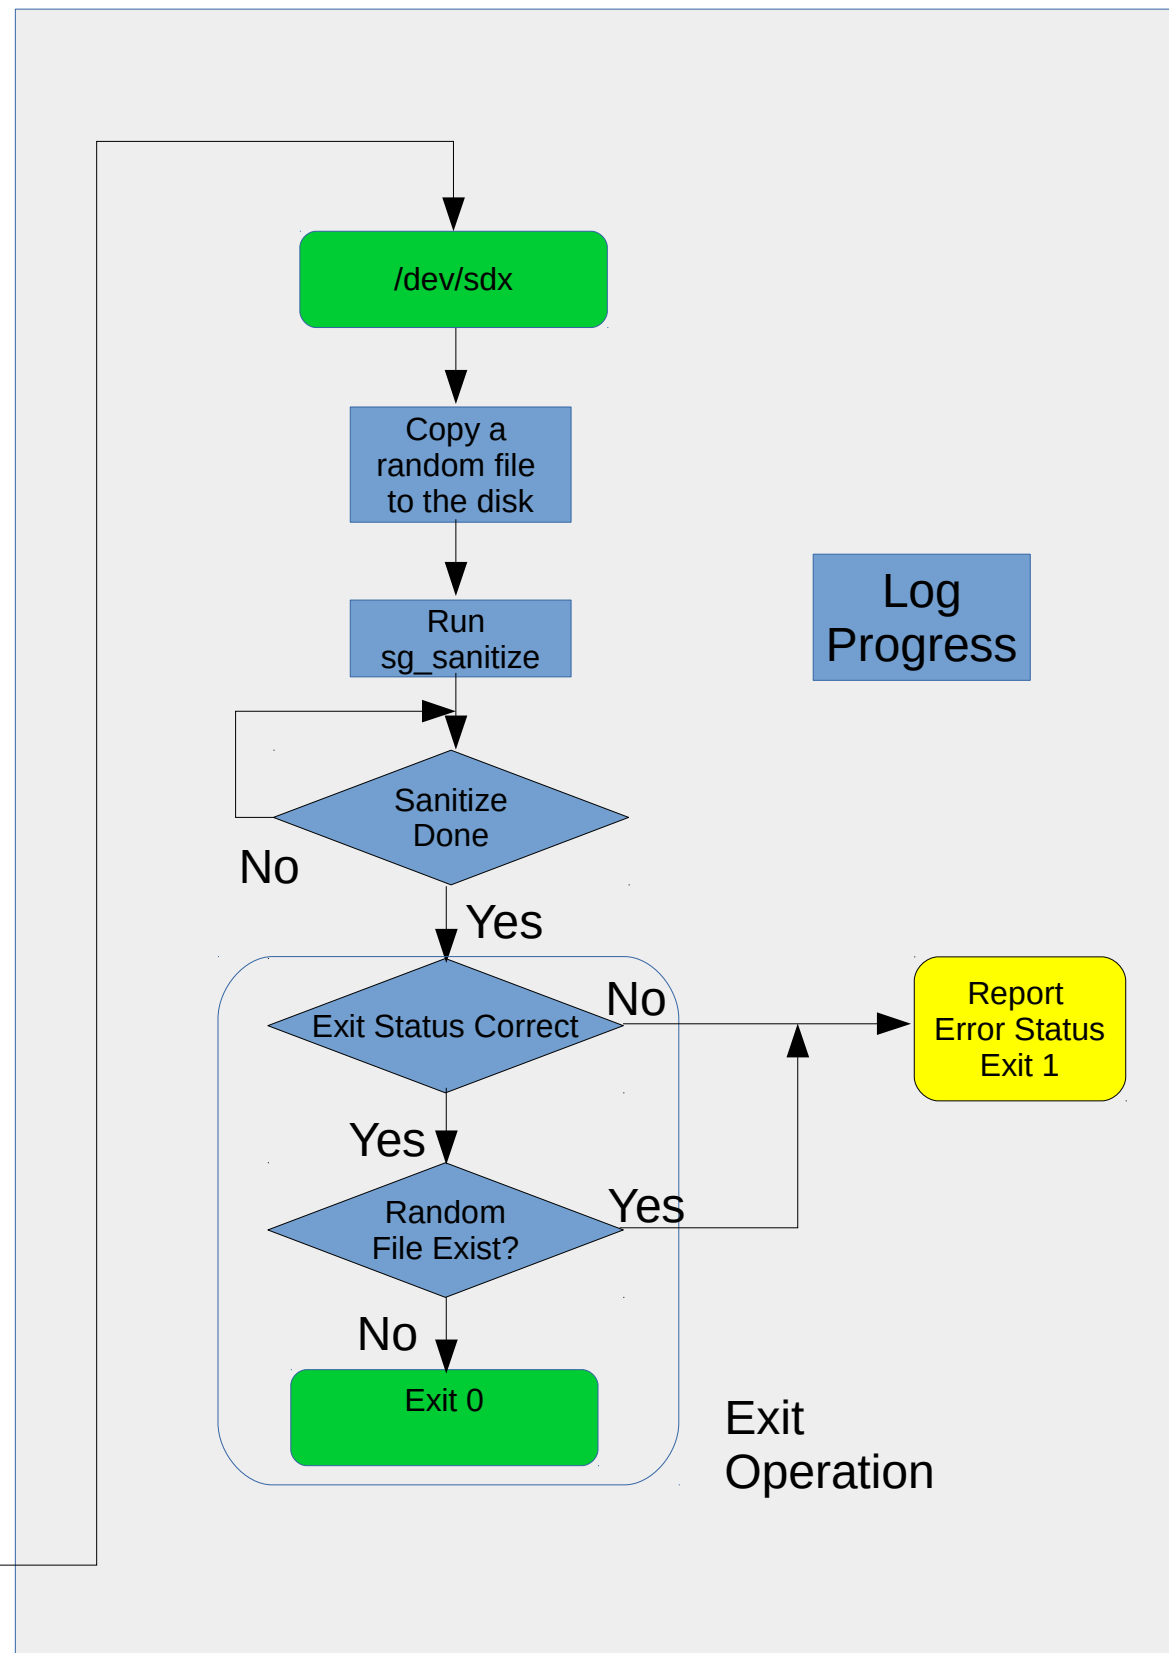 /dev/sdx
Copy a
random file
to the disk
Run
sg_sanitize
Log
Progress
Sanitize
Done
No
Yes
Exit Status Correct
No
Report
Error Status
Exit 1
Yes
Random
File Exist?
Yes
No
Exit 0
Exit
Operation